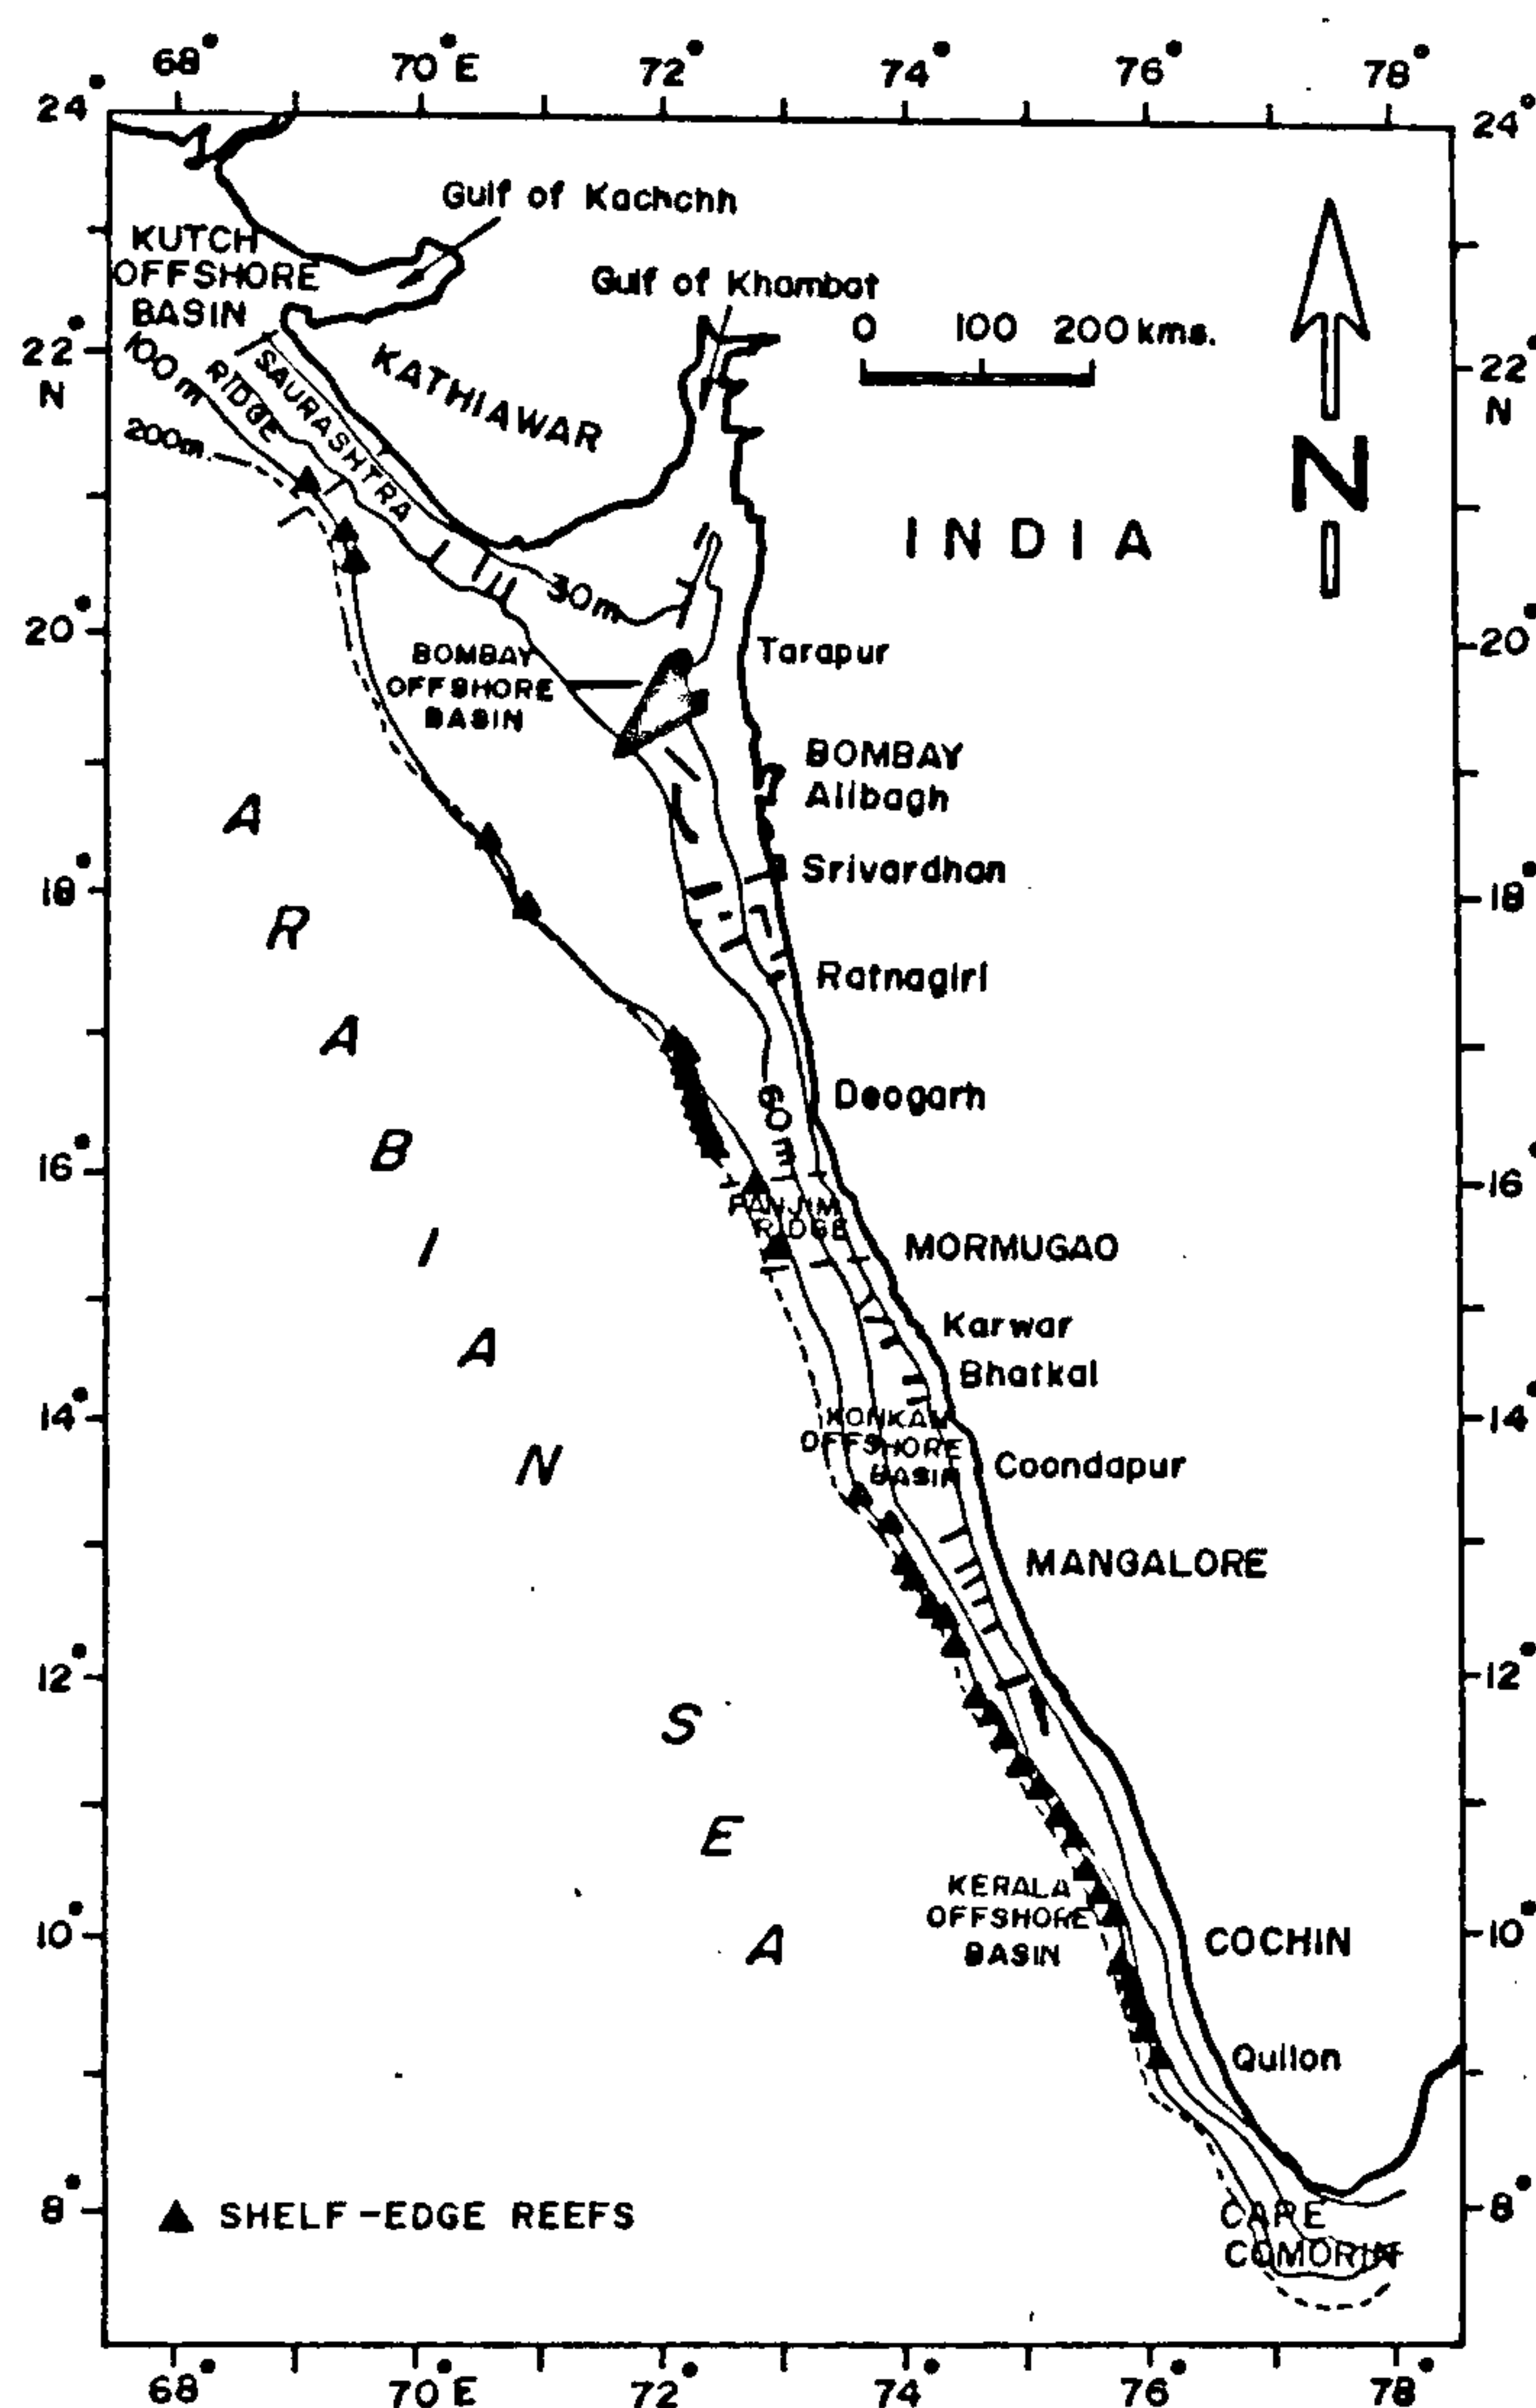 68° 70°E 72° 74° 76° 78°
24° 24°
Gulf of Kachchh
KUTCH
OFFSHORE
BASIN
Gulf of Khambat
0 100 200 kms.
22° 22°
N N
100m
200m.
SAURASHTRA
RIDGE
KATHIAWAR
N
INDIA
30m
20° 20°
BOMBAY
OFFSHORE
BASIN
Tarapur
BOMBAY
Alibagh
Srivardhan
18° 18°
Ratnagiri
Deogarh
60m
16° 16°
PANJIM
RIDGE
MORMUGAO
Karwar
Bhatkal
14° 14°
KONKAN
OFFSHORE
BASIN
Coondapur
MANGALORE
12° 12°
ARABIAN
SEA
KERALA
OFFSHORE
BASIN
10° 10°
COCHIN
Quilon
8° 8°
SHELF-EDGE REEFS
CAPE
COMORIN
68° 70°E 72° 74° 76° 78°